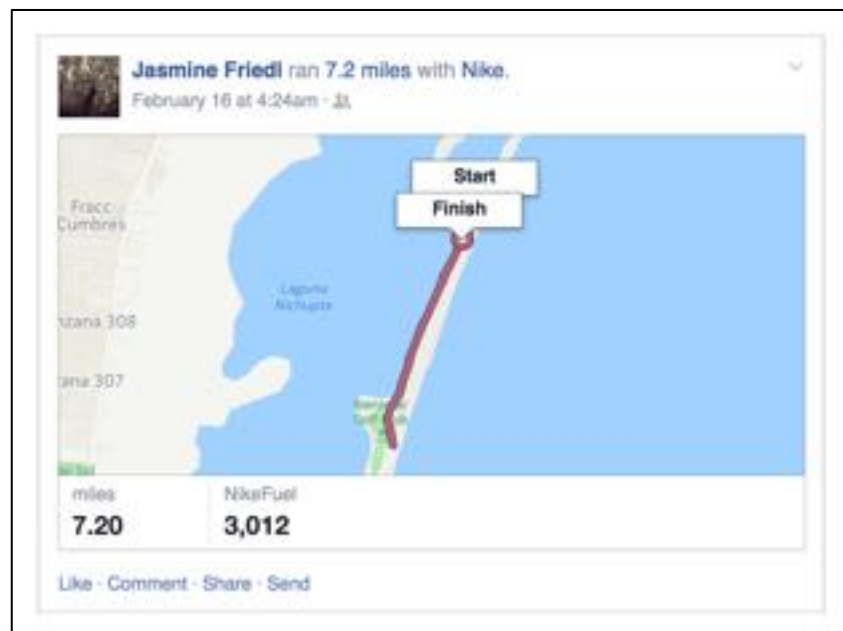 Jasmine Friedl ran 7.2 miles with Nike.
February 16 at 4:24am ·
Start
Finish
Fracc
Cumbres
Laguna
Nichupte
nzana 308
ana 307
miles
7.20
NikeFuel
3,012
Like · Comment · Share · Send